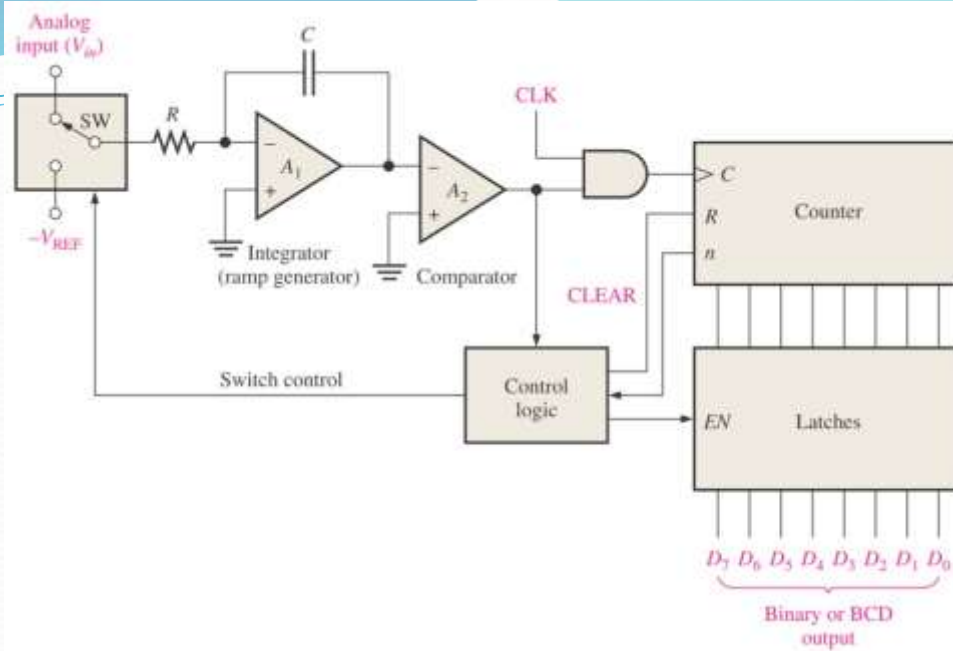 Analog
input (V_in)
C
SW
R
CLK
−
A₁
+
−
A₂
+
C
Counter
R
n
−V_REF
Integrator
(ramp generator)
Comparator
CLEAR
Switch control
Control
logic
EN
Latches
D₇ D₆ D₅ D₄ D₃ D₂ D₁ D₀
Binary or BCD
output